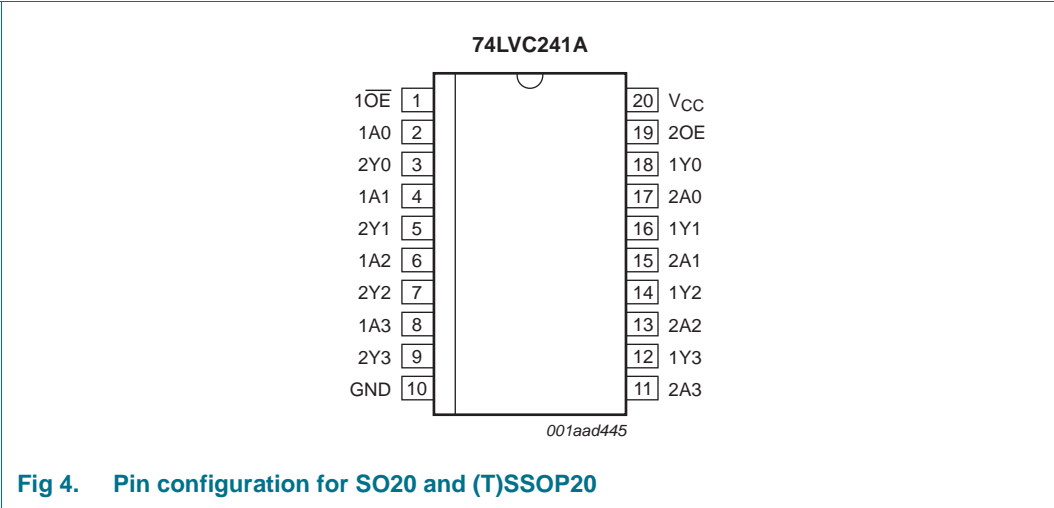 74LVC241A
1O̅E̅ 1 20 VCC
1A0 2 19 2OE
2Y0 3 18 1Y0
1A1 4 17 2A0
2Y1 5 16 1Y1
1A2 6 15 2A1
2Y2 7 14 1Y2
1A3 8 13 2A2
2Y3 9 12 1Y3
GND 10 11 2A3
001aad445
Fig 4. Pin configuration for SO20 and (T)SSOP20